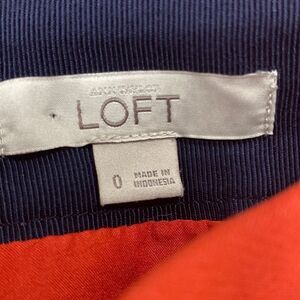 ANN TAYLOR
LOFT
0
MADE IN
INDONESIA